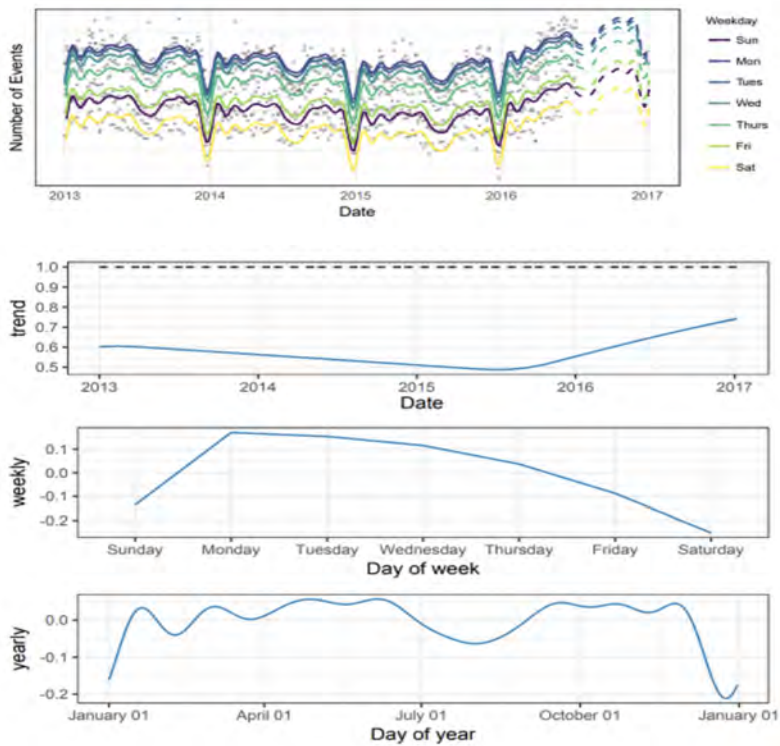 Number of Events
2013 2014 2015 2016 2017
Date
Weekday
Sun
Mon
Tues
Wed
Thurs
Fri
Sat
trend
1.0
0.9
0.8
0.7
0.6
0.5
2013 2014 2015 2016 2017
Date
weekly
0.1
0.0
-0.1
-0.2
Sunday Monday Tuesday Wednesday Thursday Friday Saturday
Day of week
yearly
0.0
-0.1
-0.2
January 01 April 01 July 01 October 01 January 01
Day of year